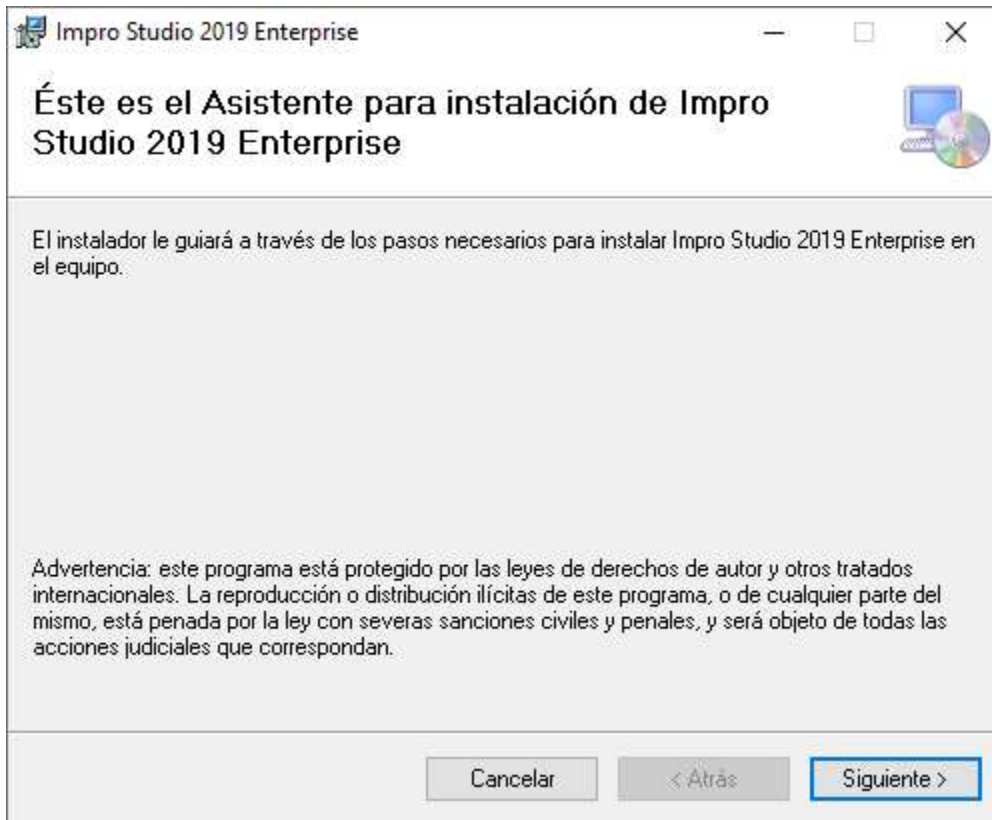 Impro Studio 2019 Enterprise
Éste es el Asistente para instalación de Impro
Studio 2019 Enterprise
El instalador le guiará a través de los pasos necesarios para instalar Impro Studio 2019 Enterprise en
el equipo.
Advertencia: este programa está protegido por las leyes de derechos de autor y otros tratados
internacionales. La reproducción o distribución ilícitas de este programa, o de cualquier parte del
mismo, está penada por la ley con severas sanciones civiles y penales, y será objeto de todas las
acciones judiciales que correspondan.
Cancelar
< Atrás
Siguiente >